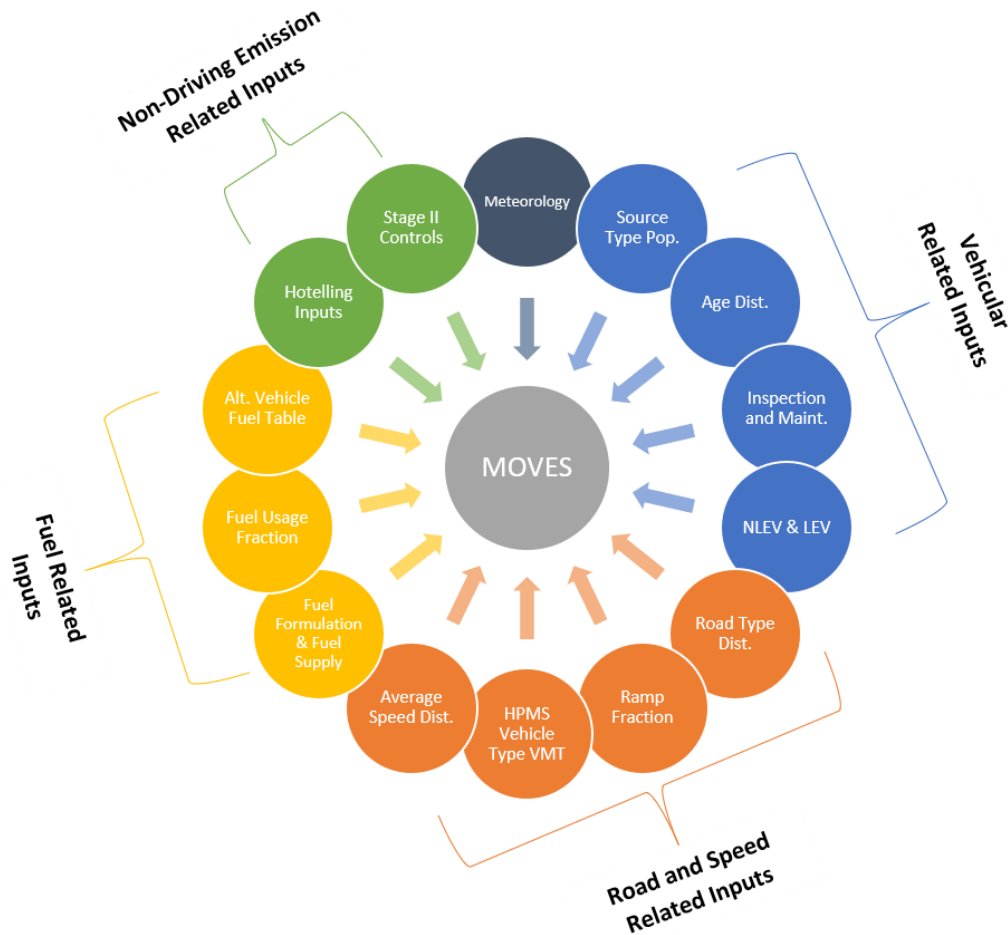 Non-Driving Emission
Related Inputs
Meteorology
Stage II
Controls
Source
Type Pop.
Hotelling
Inputs
Age Dist.
Vehicular
Related Inputs
Alt. Vehicle
Fuel Table
Inspection
and Maint.
MOVES
Fuel Usage
Fraction
NLEV & LEV
Fuel Related
Inputs
Fuel
Formulation
& Fuel
Supply
Road Type
Dist.
Average
Speed Dist.
HPMS
Vehicle
Type VMT
Ramp
Fraction
Road and Speed
Related Inputs